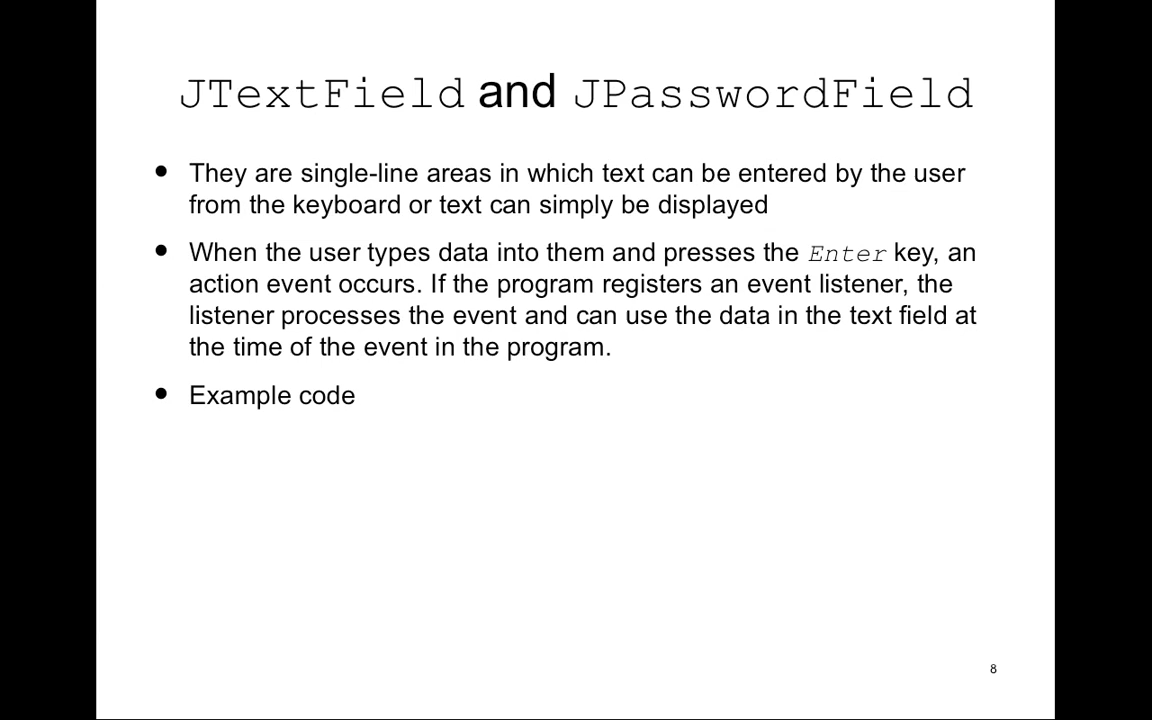 JTextField and JPasswordField
• They are single-line areas in which text can be entered by the user
from the keyboard or text can simply be displayed
• When the user types data into them and presses the Enter key, an
action event occurs. If the program registers an event listener, the
listener processes the event and can use the data in the text field at
the time of the event in the program.
• Example code
8